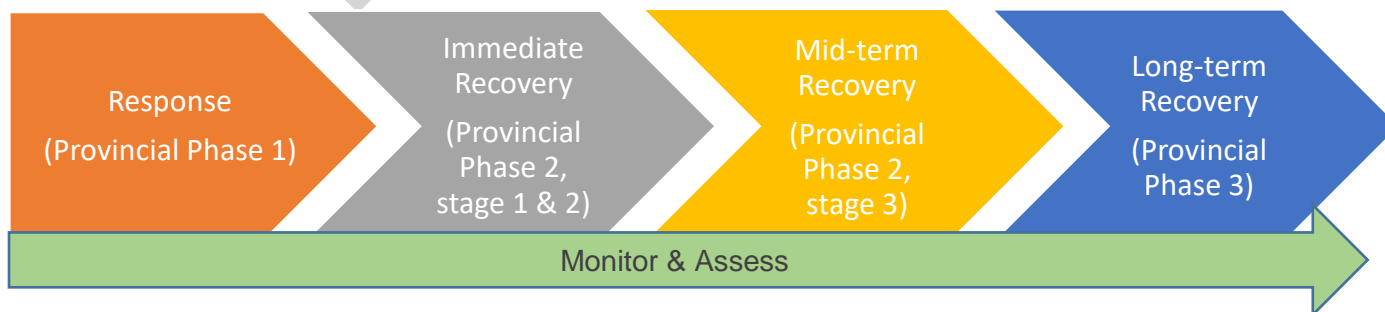 Response
(Provincial Phase 1)
Immediate
Recovery
(Provincial
Phase 2,
stage 1 & 2)
Mid-term
Recovery
(Provincial
Phase 2,
stage 3)
Long-term
Recovery
(Provincial
Phase 3)
Monitor & Assess